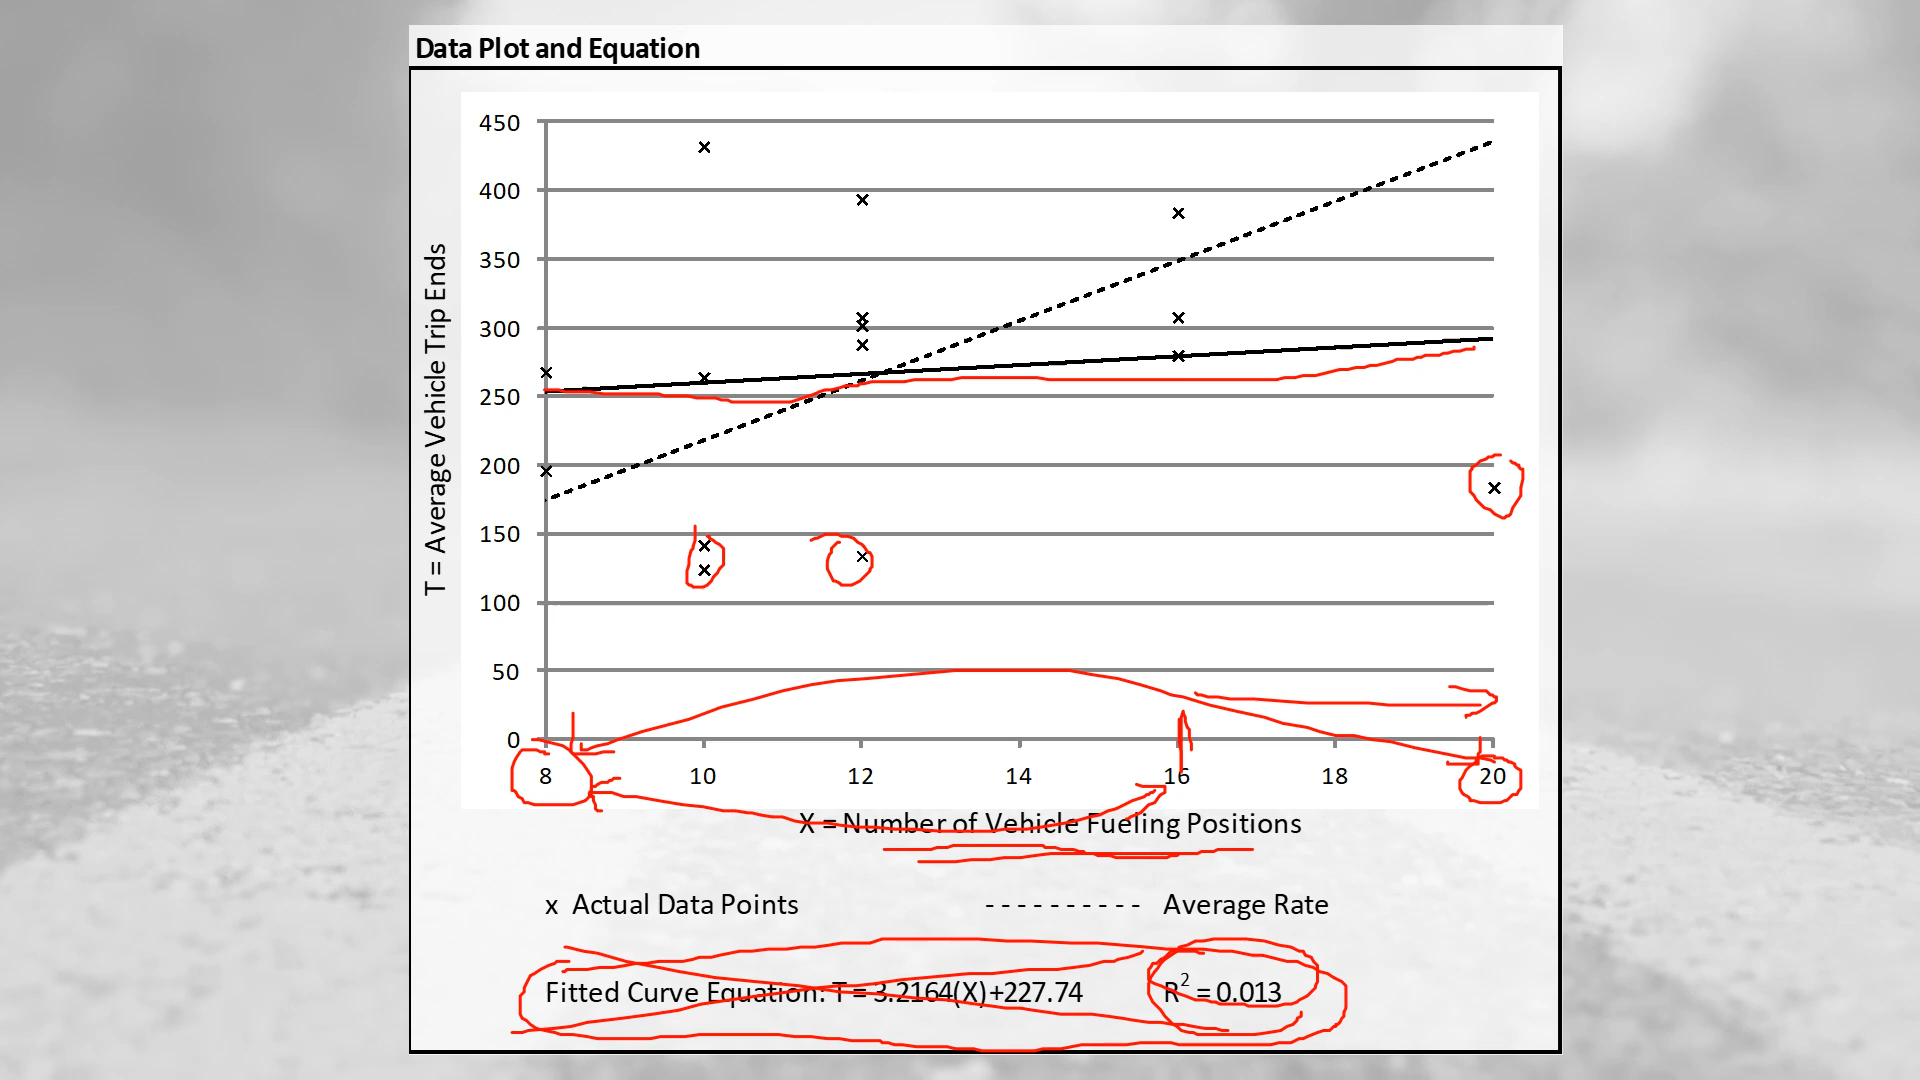 Data Plot and Equation
450
400
350
300
250
200
150
100
50
0
T = Average Vehicle Trip Ends
8 10 12 14 16 18 20
X = Number of Vehicle Fueling Positions
x Actual Data Points - - - - - - - - - - Average Rate
Fitted Curve Equation: T = 3.2164(X)+227.74 R² = 0.013